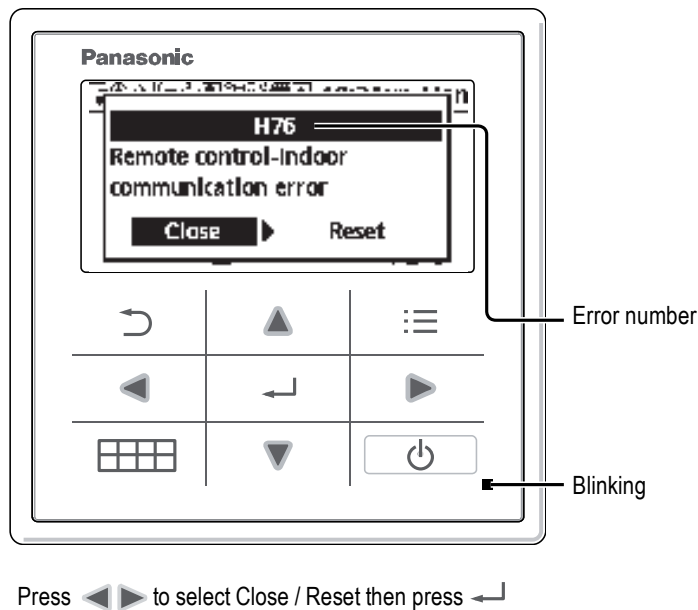 Panasonic
H76
Remote control-Indoor
communication error
Close Reset
Error number
Blinking
Press to select Close / Reset then press